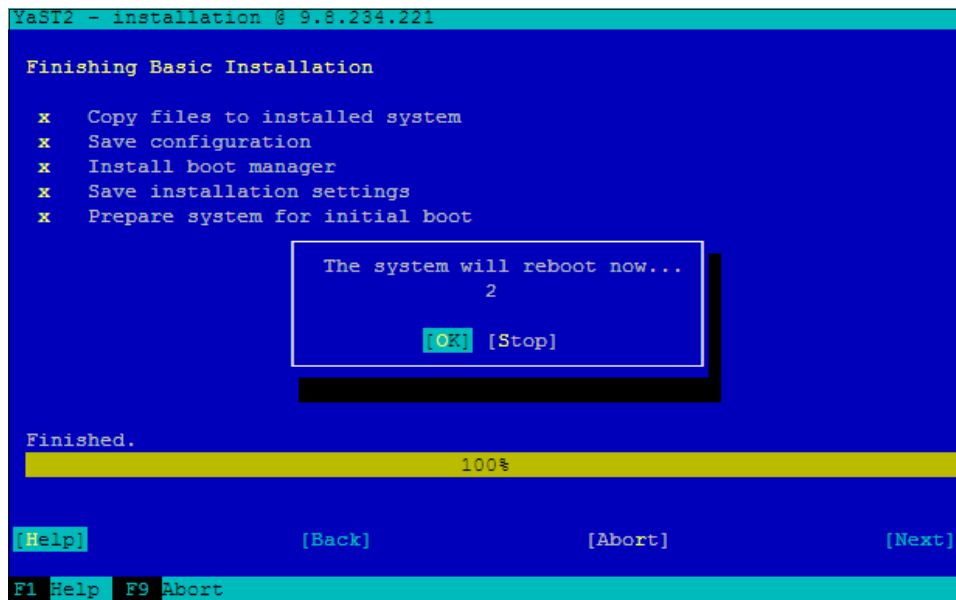 YaST2 - installation @ 9.8.234.221
Finishing Basic Installation
x Copy files to installed system
x Save configuration
x Install boot manager
x Save installation settings
x Prepare system for initial boot
The system will reboot now...
2
[OK] [Stop]
Finished.
100%
[Help] [Back] [Abort] [Next]
F1 Help F9 Abort